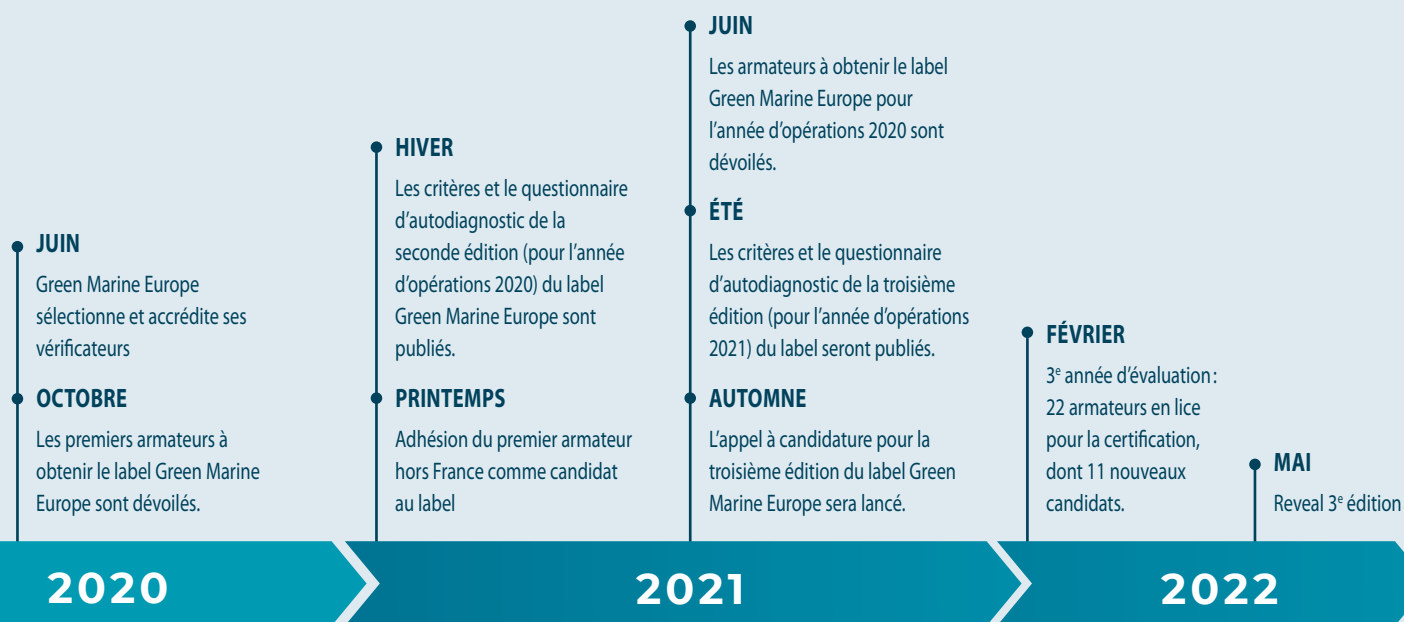 JUIN
Green Marine Europe
sélectionne et accrédite ses
vérificateurs
OCTOBRE
Les premiers armateurs à
obtenir le label Green Marine
Europe sont dévoilés.
HIVER
Les critères et le questionnaire
d’autodiagnostic de la
seconde édition (pour l’année
d’opérations 2020) du label
Green Marine Europe sont
publiés.
PRINTEMPS
Adhésion du premier armateur
hors France comme candidat
au label
JUIN
Les armateurs à obtenir le label
Green Marine Europe pour
l’année d’opérations 2020 sont
dévoilés.
ÉTÉ
Les critères et le questionnaire
d’autodiagnostic de la troisième
édition (pour l’année d’opérations
2021) du label seront publiés.
AUTOMNE
L’appel à candidature pour la
troisième édition du label Green
Marine Europe sera lancé.
FÉVRIER
3e année d’évaluation :
22 armateurs en lice
pour la certification,
dont 11 nouveaux
candidats.
MAI
Reveal 3e édition
2020
2021
2022